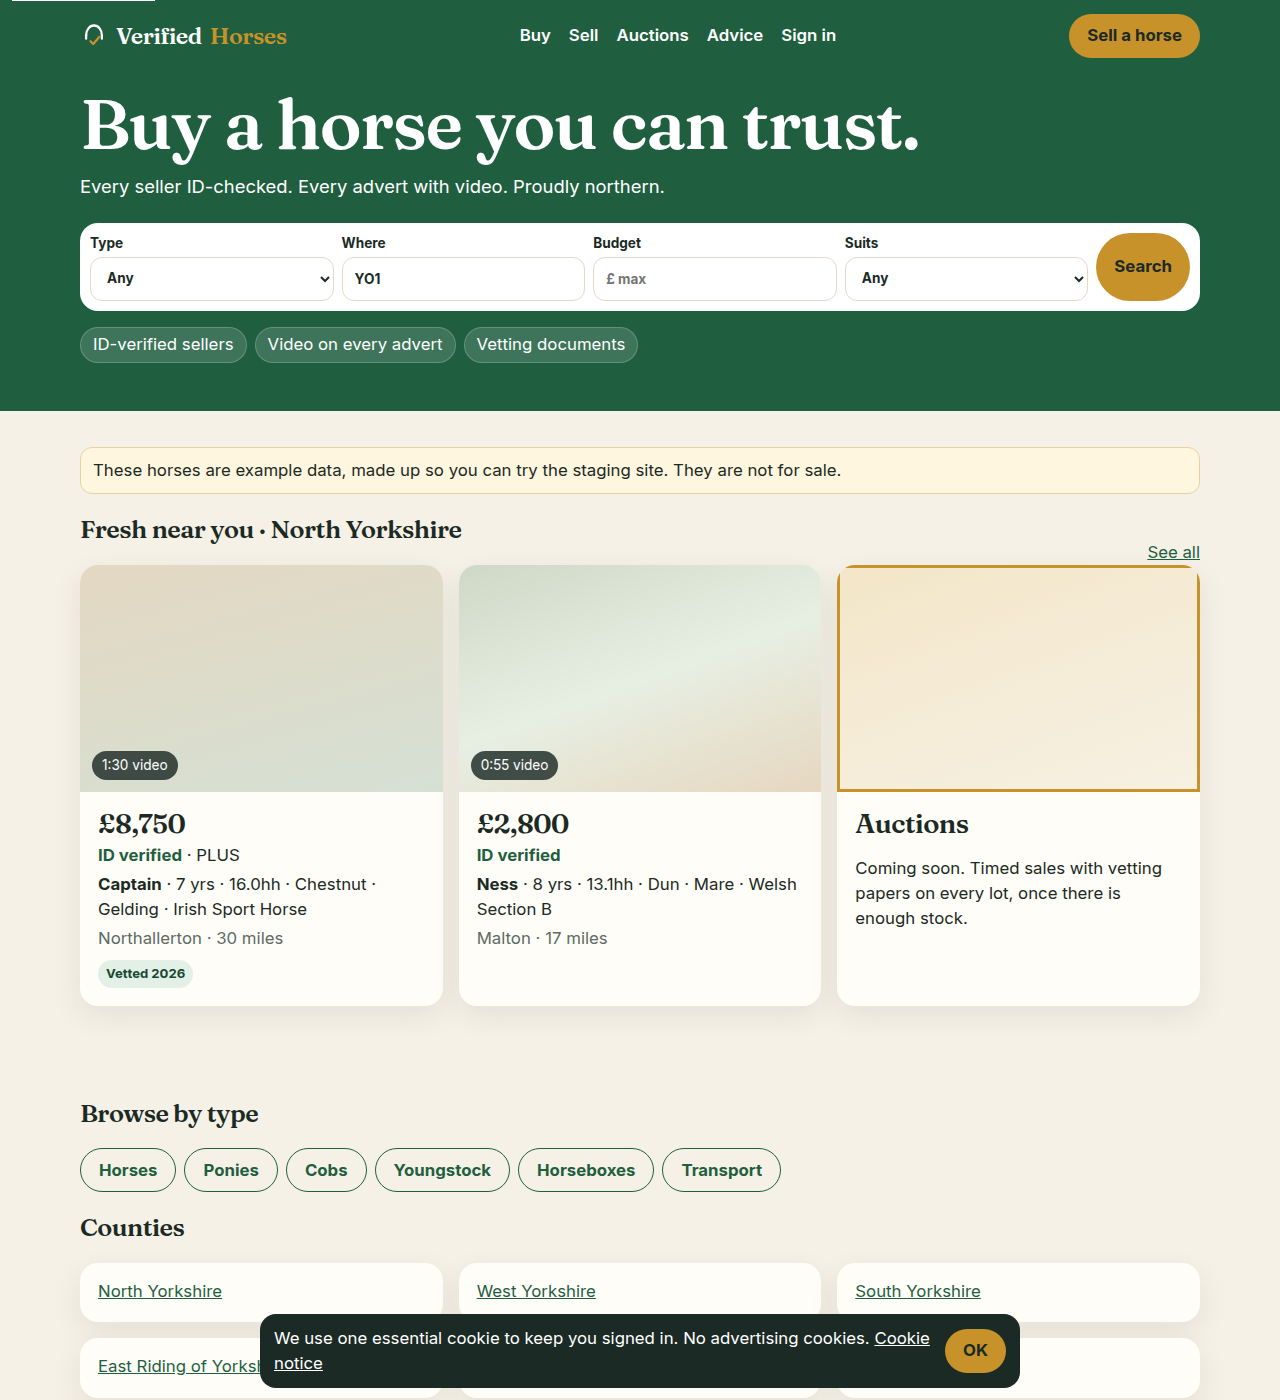 Verified Horses
Buy Sell Auctions Advice Sign in
Sell a horse
Buy a horse you can trust.
Every seller ID-checked. Every advert with video. Proudly northern.
Type Where Budget Suits
Any YO1 £ max Any Search
ID-verified sellers Video on every advert Vetting documents
These horses are example data, made up so you can try the staging site. They are not for sale.
Fresh near you · North Yorkshire
See all
1:30 video
£8,750
ID verified · PLUS
Captain · 7 yrs · 16.0hh · Chestnut ·
Gelding · Irish Sport Horse
Northallerton · 30 miles
Vetted 2026
0:55 video
£2,800
ID verified
Ness · 8 yrs · 13.1hh · Dun · Mare · Welsh
Section B
Malton · 17 miles
Auctions
Coming soon. Timed sales with vetting
papers on every lot, once there is
enough stock.
Browse by type
Horses Ponies Cobs Youngstock Horseboxes Transport
Counties
North Yorkshire West Yorkshire South Yorkshire
East Riding of Yorksh
We use one essential cookie to keep you signed in. No advertising cookies. Cookie
notice
OK